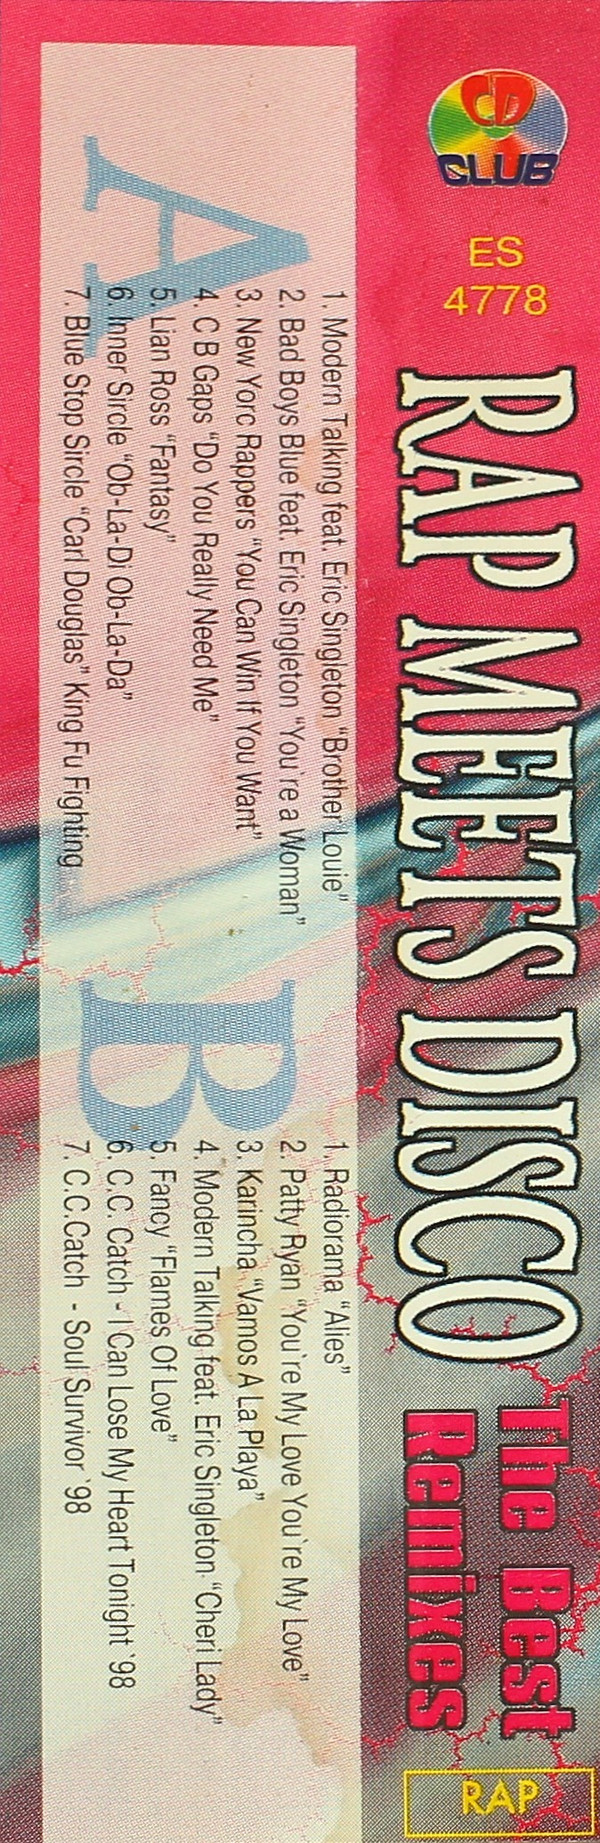 CD
CLUB
ES
4778
RAP MEETS DISCO
The Best
Remixes
RAP
A
1. Modern Talking feat. Eric Singleton "Brother Louie"
2. Bad Boys Blue feat. Eric Singleton "You`re a Woman"
3. New Yorc Rappers "You Can Win If You Want"
4. C B Gaps "Do You Really Need Me"
5. Lian Ross "Fantasy"
6. Inner Sircle "Ob-La-Di Ob-La-Da"
7. Blue Stop Sircle "Carl Douglas" King Fu Fighting
B
1. Radiorama "Alies"
2. Patty Ryan "You`re My Love You`re My Love"
3. Karincha "Vamos A La Playa"
4. Modern Talking feat. Eric Singleton "Cheri Lady"
5. Fancy "Flames Of Love"
6. C.C. Catch - I Can Lose My Heart Tonight `98
7. C.C.Catch - Soul Survivor `98